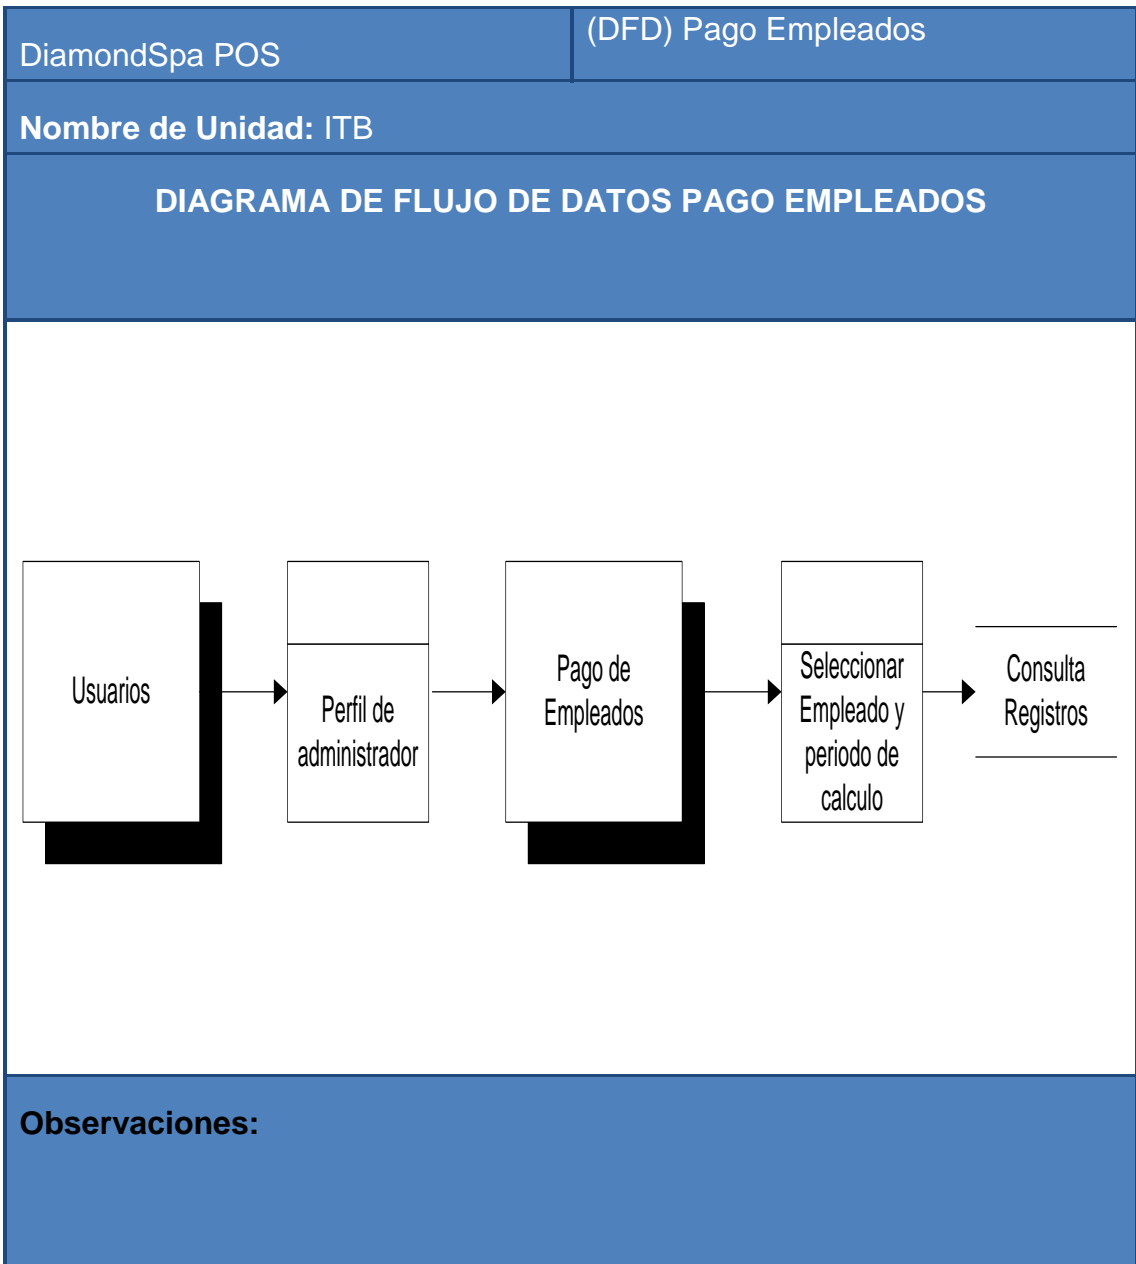 DiamondSpa POS
(DFD) Pago Empleados
Nombre de Unidad: ITB
DIAGRAMA DE FLUJO DE DATOS PAGO EMPLEADOS
Usuarios
Perfil de
administrador
Pago de
Empleados
Seleccionar
Empleado y
periodo de
calculo
Consulta
Registros
Observaciones: